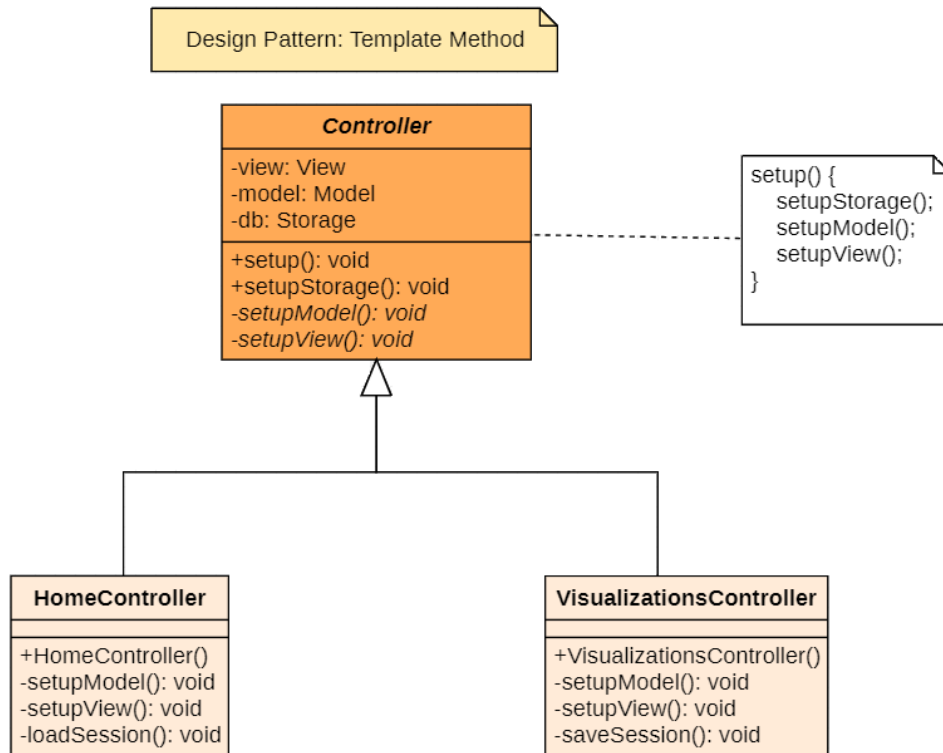 Design Pattern: Template Method
Controller
-view: View
-model: Model
-db: Storage
+setup(): void
+setupStorage(): void
-setupModel(): void
-setupView(): void
setup() {
setupStorage();
setupModel();
setupView();
}
HomeController
+HomeController()
-setupModel(): void
-setupView(): void
-loadSession(): void
VisualizationsController
+VisualizationsController()
-setupModel(): void
-setupView(): void
-saveSession(): void